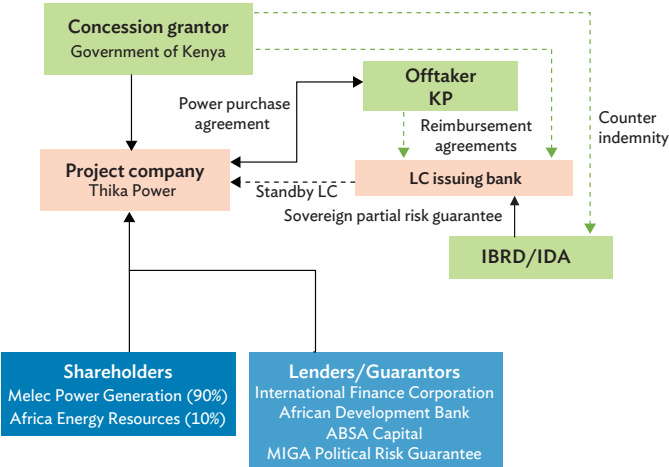 Concession grantor
Government of Kenya
Offtaker
KP
Power purchase
agreement
Counter
indemnity
Reimbursement
agreements
Project company
Thika Power
LC issuing bank
Standby LC
Sovereign partial risk guarantee
IBRD/IDA
Shareholders
Melec Power Generation (90%)
Africa Energy Resources (10%)
Lenders/Guarantors
International Finance Corporation
African Development Bank
ABSA Capital
MIGA Political Risk Guarantee